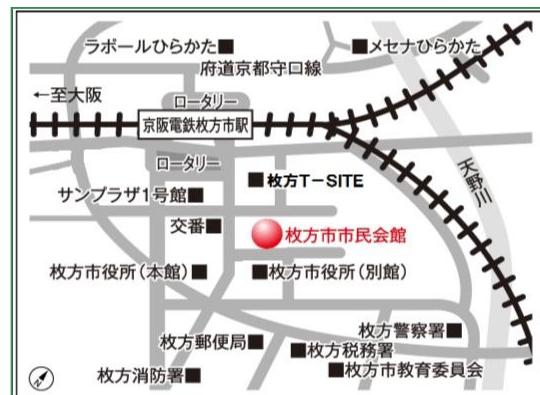 ラポールひらかた
メセナひらかた
府道京都守口線
←至大阪
ロータリー
京阪電鉄枚方市駅
ロータリー
枚方T-SITE
天野川
サンプラザ1号館
交番
枚方市市民会館
枚方市役所(本館)
枚方市役所(別館)
枚方郵便局
枚方警察署
枚方税務署
枚方消防署
枚方市教育委員会
N